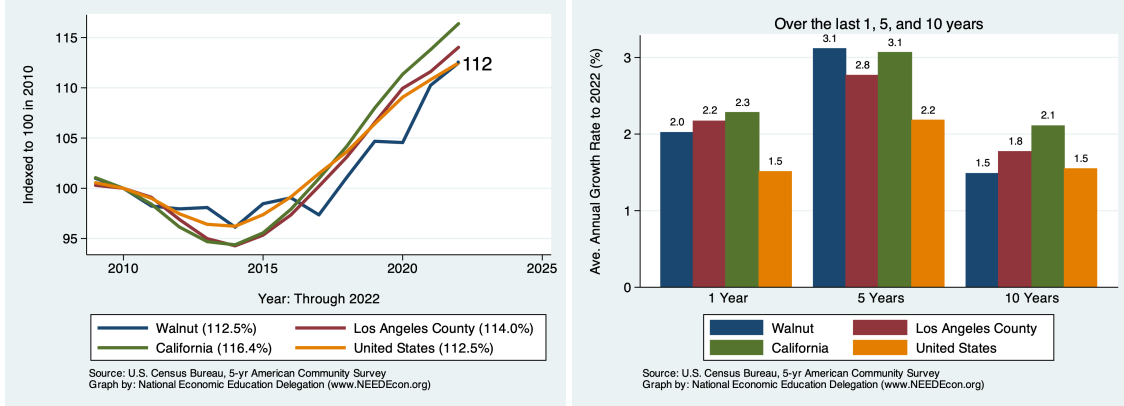 Indexed to 100 in 2010
115
110
105
100
95
112
2010
2015
2020
2025
Year: Through 2022
Walnut (112.5%)
Los Angeles County (114.0%)
California (116.4%)
United States (112.5%)
Source: U.S. Census Bureau, 5-yr American Community Survey
Graph by: National Economic Education Delegation (www.NEEDEcon.org)
Over the last 1, 5, and 10 years
Ave. Annual Growth Rate to 2022 (%)
3
2
1
0
2.0
2.2
2.3
1.5
3.1
2.8
3.1
2.2
1.5
1.8
2.1
1.5
1 Year
5 Years
10 Years
Walnut
Los Angeles County
California
United States
Source: U.S. Census Bureau, 5-yr American Community Survey
Graph by: National Economic Education Delegation (www.NEEDEcon.org)